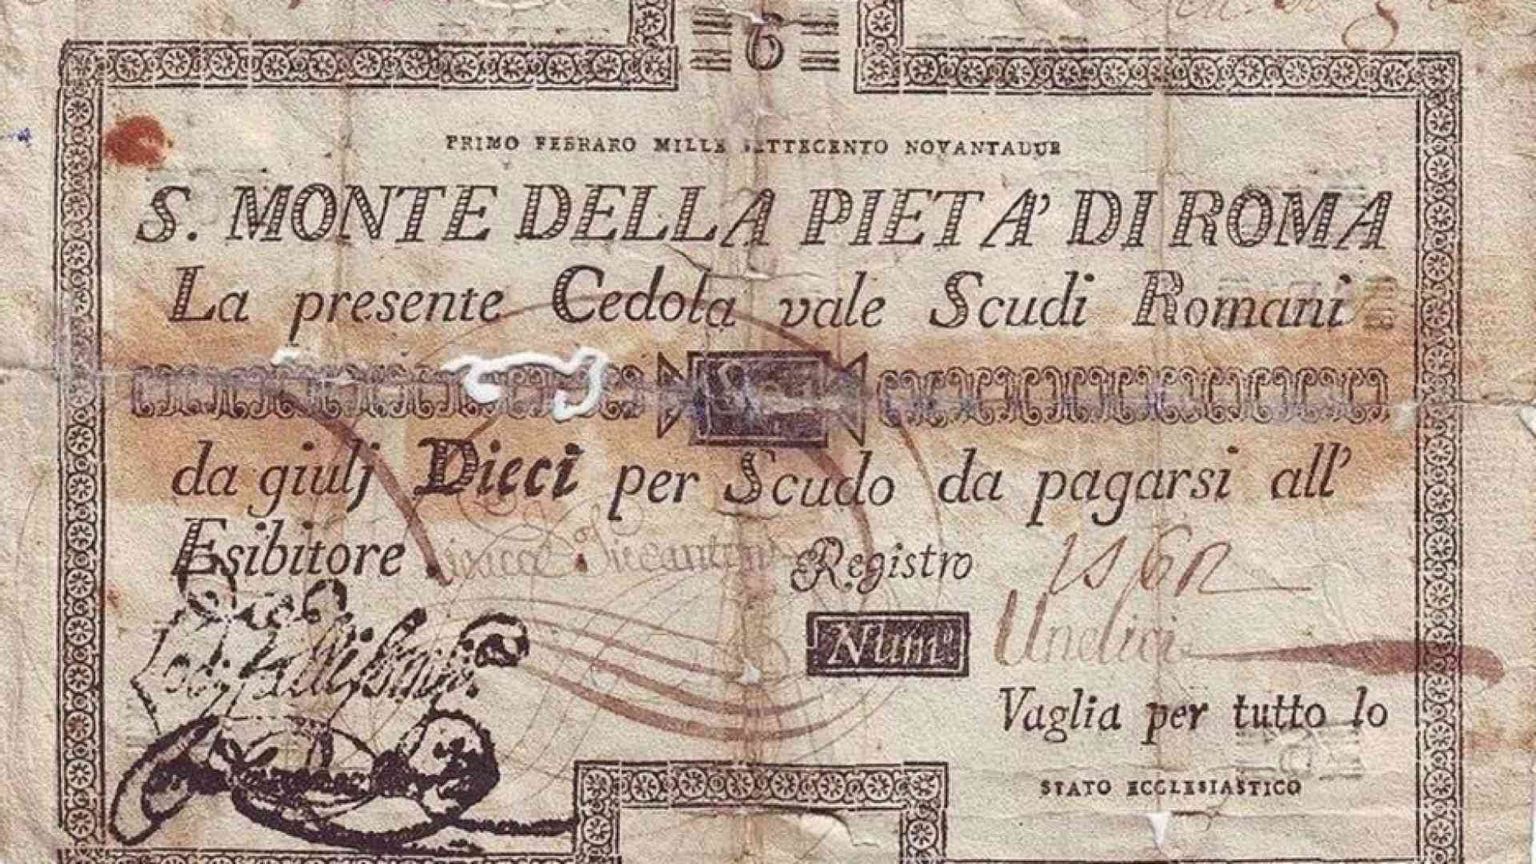 6
PRIMO FEBRARO MILLE SETTECENTO NOVANTADUE
S. MONTE DELLA PIETA' DI ROMA
La presente Cedola vale Scudi Romani
da giulj Dieci per Scudo da pagarsi all'
Esibitore Registro
Num.º Undici
Vaglia per tutto lo
STATO ECCLESIASTICO